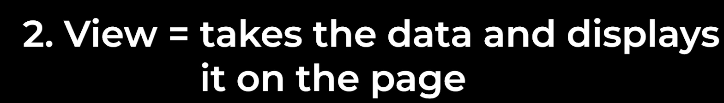 2. View = takes the data and displays
it on the page